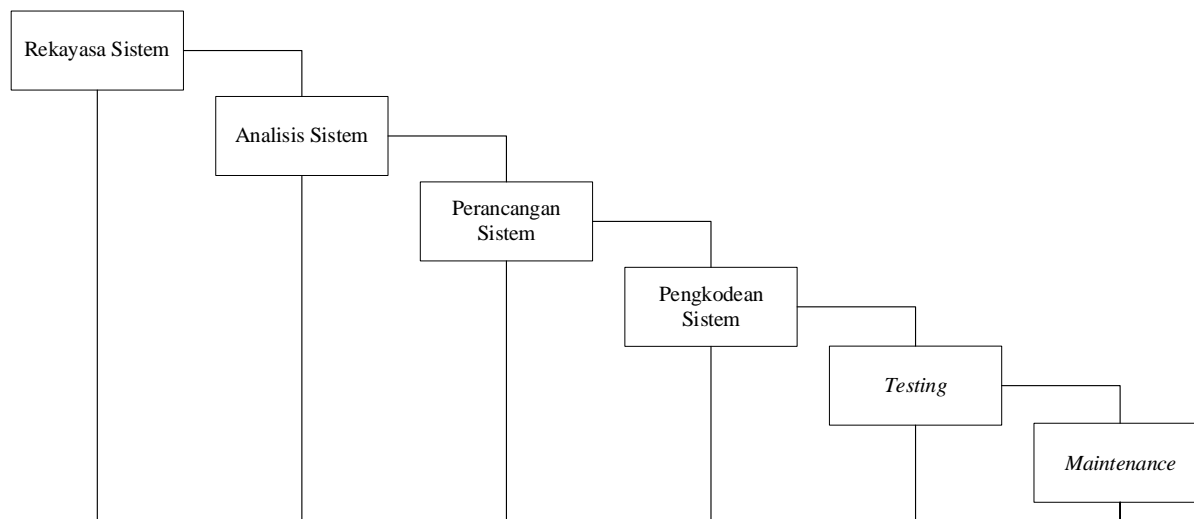 Rekayasa Sistem
Analisis Sistem
Perancangan
Sistem
Pengkodean
Sistem
Testing
Maintenance